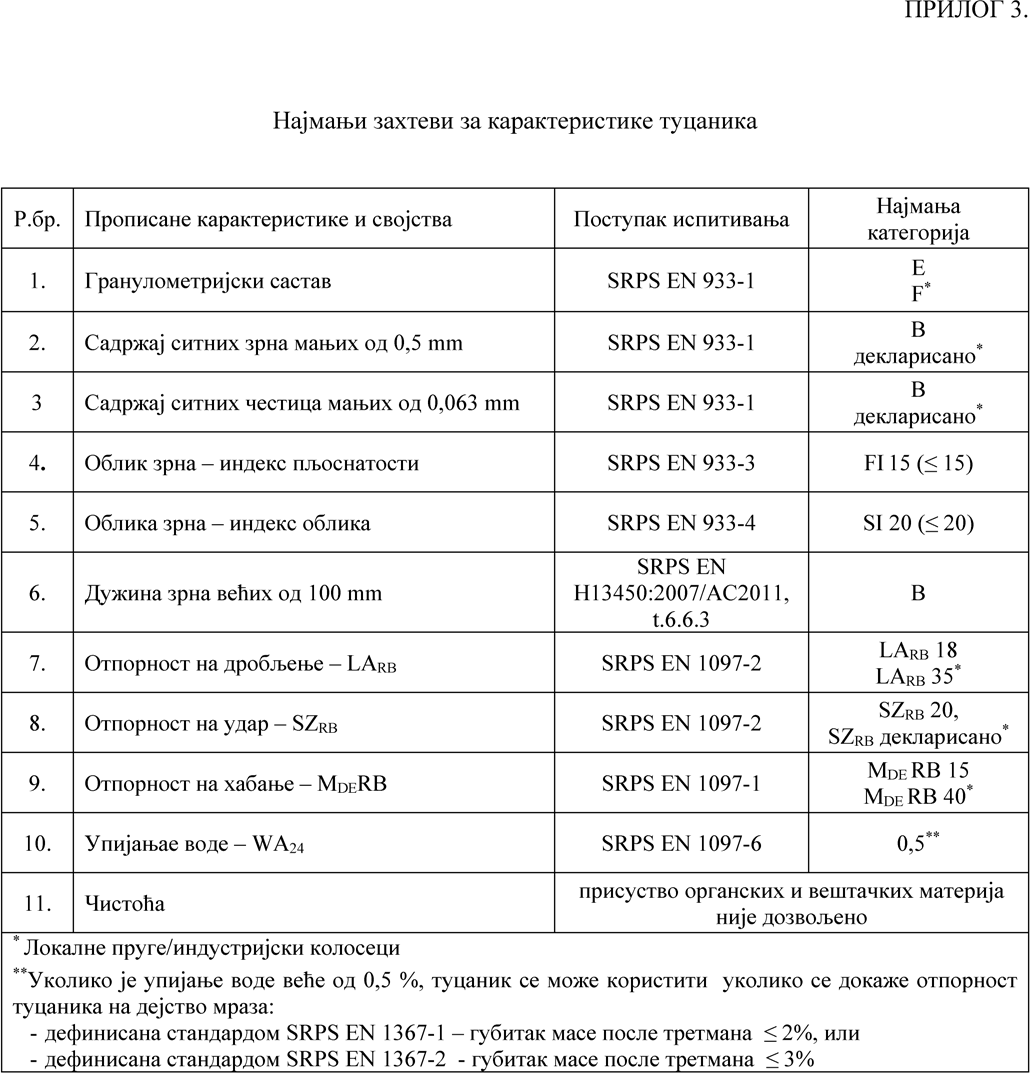 ПРИЛОГ 3.
Најмањи захтеви за карактеристике туцаника
Р.бр. Прописане карактеристике и својства Поступак испитивања Најмања категорија
1. Гранулометријски састав SRPS EN 933-1 E
F*
2. Садржај ситних зрна мањих од 0,5 mm SRPS EN 933-1 B
декларисано*
3 Садржај ситних честица мањих од 0,063 mm SRPS EN 933-1 B
декларисано*
4. Облик зрна – индекс пљоснатости SRPS EN 933-3 FI 15 (≤ 15)
5. Облика зрна – индекс облика SRPS EN 933-4 SI 20 (≤ 20)
6. Дужина зрна већих од 100 mm SRPS EN
H13450:2007/AC2011,
t.6.6.3 B
7. Отпорност на дробљење – LARB SRPS EN 1097-2 LARB 18
LARB 35*
8. Отпорност на удар – SZRB SRPS EN 1097-2 SZRB 20,
SZRB декларисано*
9. Отпорност на хабање – MDERB SRPS EN 1097-1 MDE RB 15
MDE RB 40*
10. Упијањае воде – WA24 SRPS EN 1097-6 0,5**
11. Чистоћа присуство органских и вештачких материја
није дозвољено
* Локалне пруге/индустријски колосеци
**Уколико је упијање воде веће од 0,5 %, туцаник се може користити уколико се докаже отпорност
туцаника на дејство мраза:
- дефинисана стандардом SRPS EN 1367-1 – губитак масе после третмана ≤ 2%, или
- дефинисана стандардом SRPS EN 1367-2 - губитак масе после третмана ≤ 3%